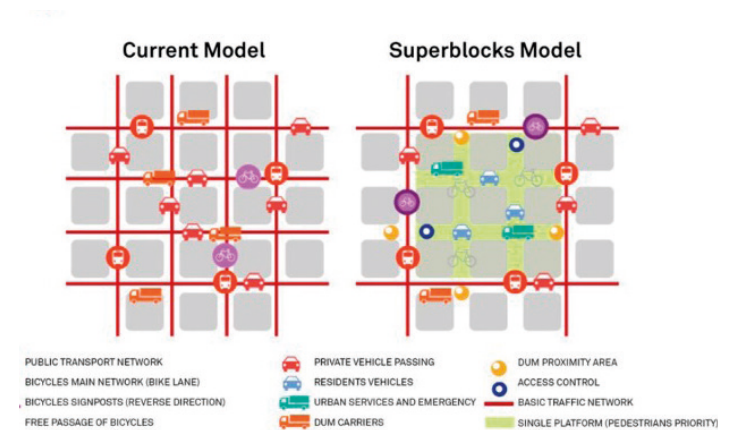 Current Model
Superblocks Model
PUBLIC TRANSPORT NETWORK
BICYCLES MAIN NETWORK (BIKE LANE)
BICYCLES SIGNPOSTS (REVERSE DIRECTION)
FREE PASSAGE OF BICYCLES
PRIVATE VEHICLE PASSING
RESIDENTS VEHICLES
URBAN SERVICES AND EMERGENCY
DUM CARRIERS
DUM PROXIMITY AREA
ACCESS CONTROL
BASIC TRAFFIC NETWORK
SINGLE PLATFORM (PEDESTRIANS PRIORITY)